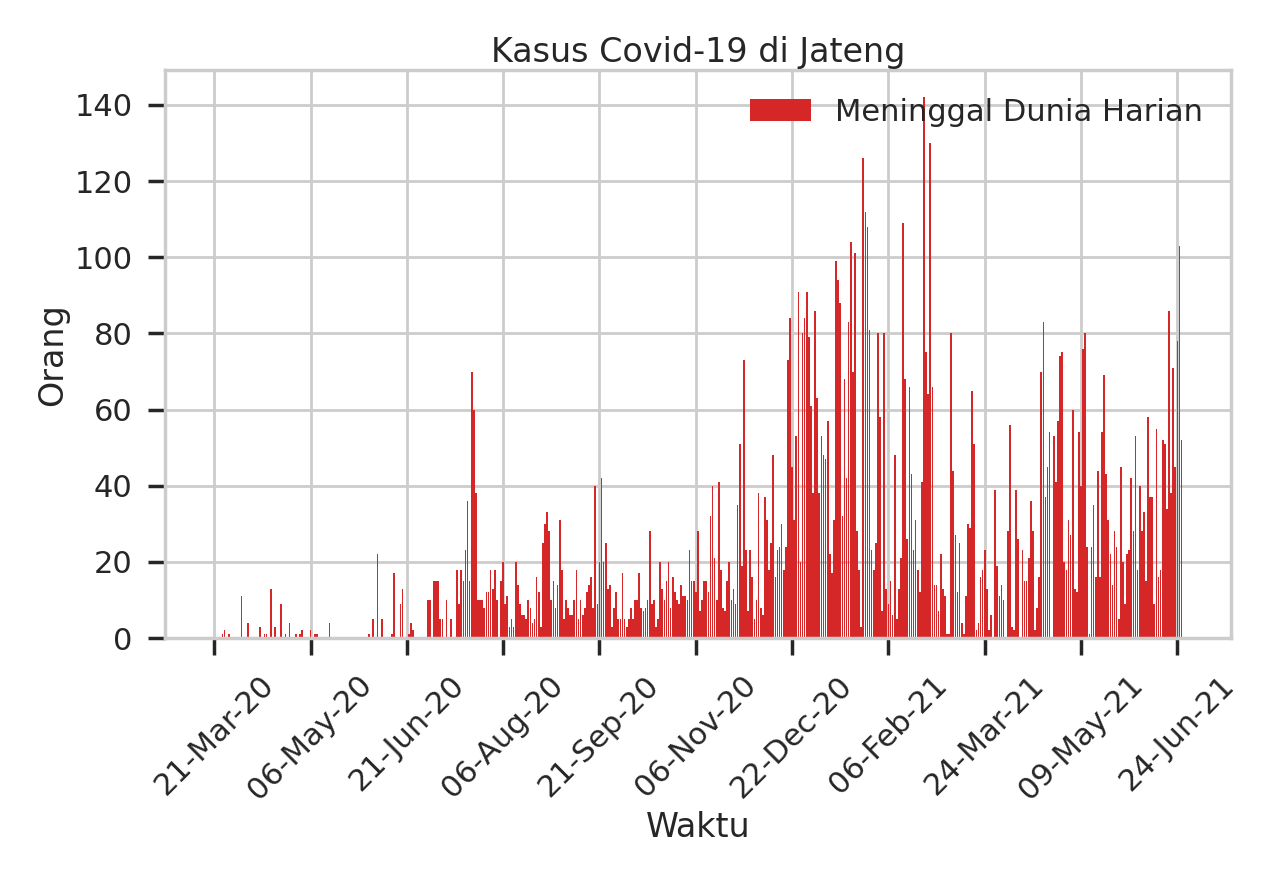 Kasus Covid-19 di Jateng
Meninggal Dunia Harian
Orang
140
120
100
80
60
40
20
0
21-Mar-20
06-May-20
21-Jun-20
06-Aug-20
21-Sep-20
06-Nov-20
22-Dec-20
06-Feb-21
24-Mar-21
09-May-21
24-Jun-21
Waktu